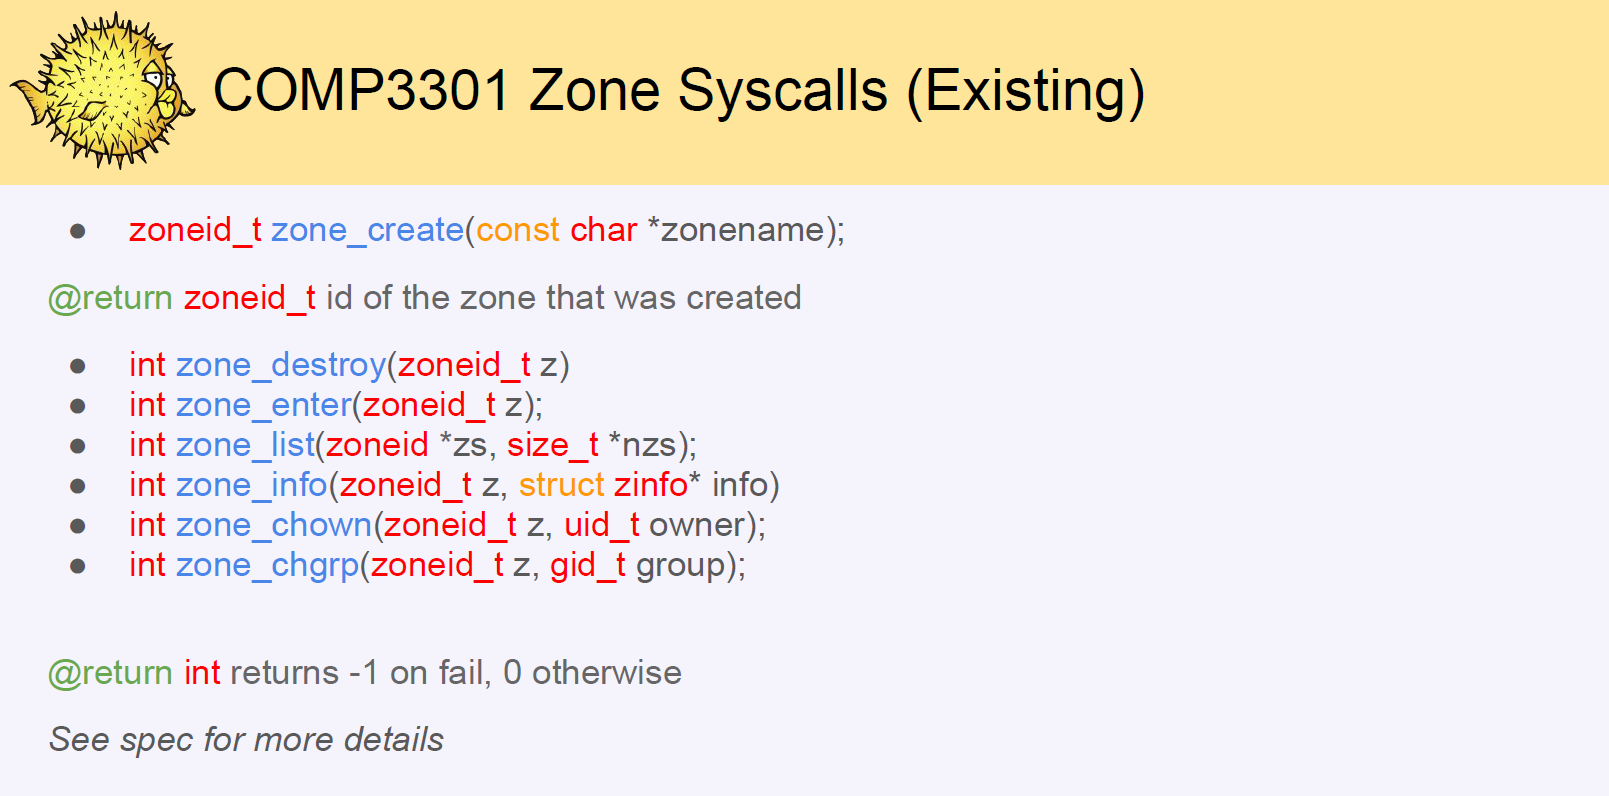 COMP3301 Zone Syscalls (Existing)
● zoneid_t zone_create(const char *zonename);
@return zoneid_t id of the zone that was created
● int zone_destroy(zoneid_t z)
● int zone_enter(zoneid_t z);
● int zone_list(zoneid *zs, size_t *nzs);
● int zone_info(zoneid_t z, struct zinfo* info)
● int zone_chown(zoneid_t z, uid_t owner);
● int zone_chgrp(zoneid_t z, gid_t group);
@return int returns -1 on fail, 0 otherwise
See spec for more details